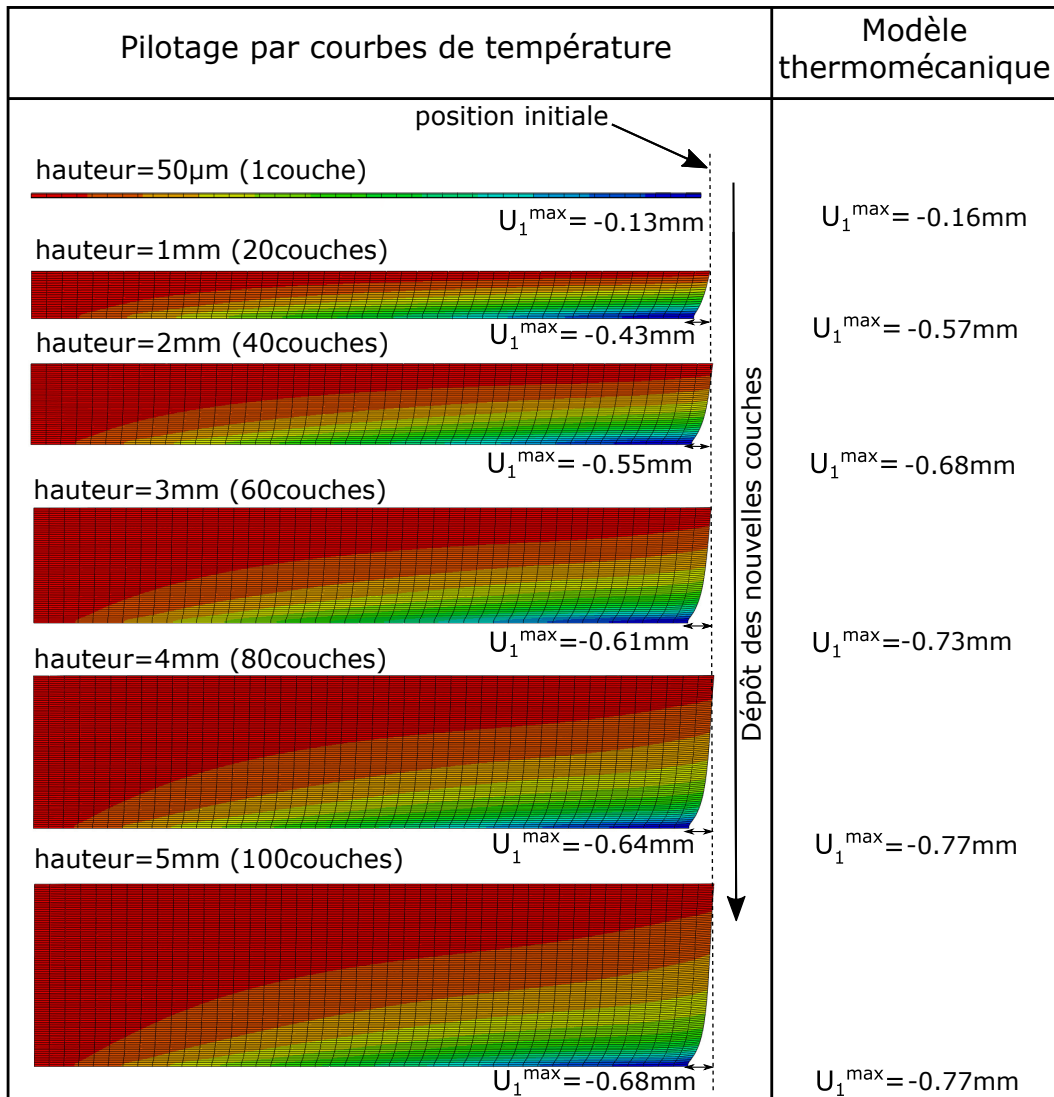 Pilotage par courbes de température
Modèle
thermomécanique
position initiale
hauteur=50µm (1couche)
U₁ᵐᵃˣ= -0.13mm
U₁ᵐᵃˣ= -0.16mm
hauteur=1mm (20couches)
U₁ᵐᵃˣ= -0.43mm
U₁ᵐᵃˣ= -0.57mm
hauteur=2mm (40couches)
U₁ᵐᵃˣ= -0.55mm
U₁ᵐᵃˣ= -0.68mm
hauteur=3mm (60couches)
U₁ᵐᵃˣ= -0.61mm
U₁ᵐᵃˣ= -0.73mm
hauteur=4mm (80couches)
U₁ᵐᵃˣ= -0.64mm
U₁ᵐᵃˣ= -0.77mm
hauteur=5mm (100couches)
U₁ᵐᵃˣ= -0.68mm
U₁ᵐᵃˣ= -0.77mm
Dépôt des nouvelles couches